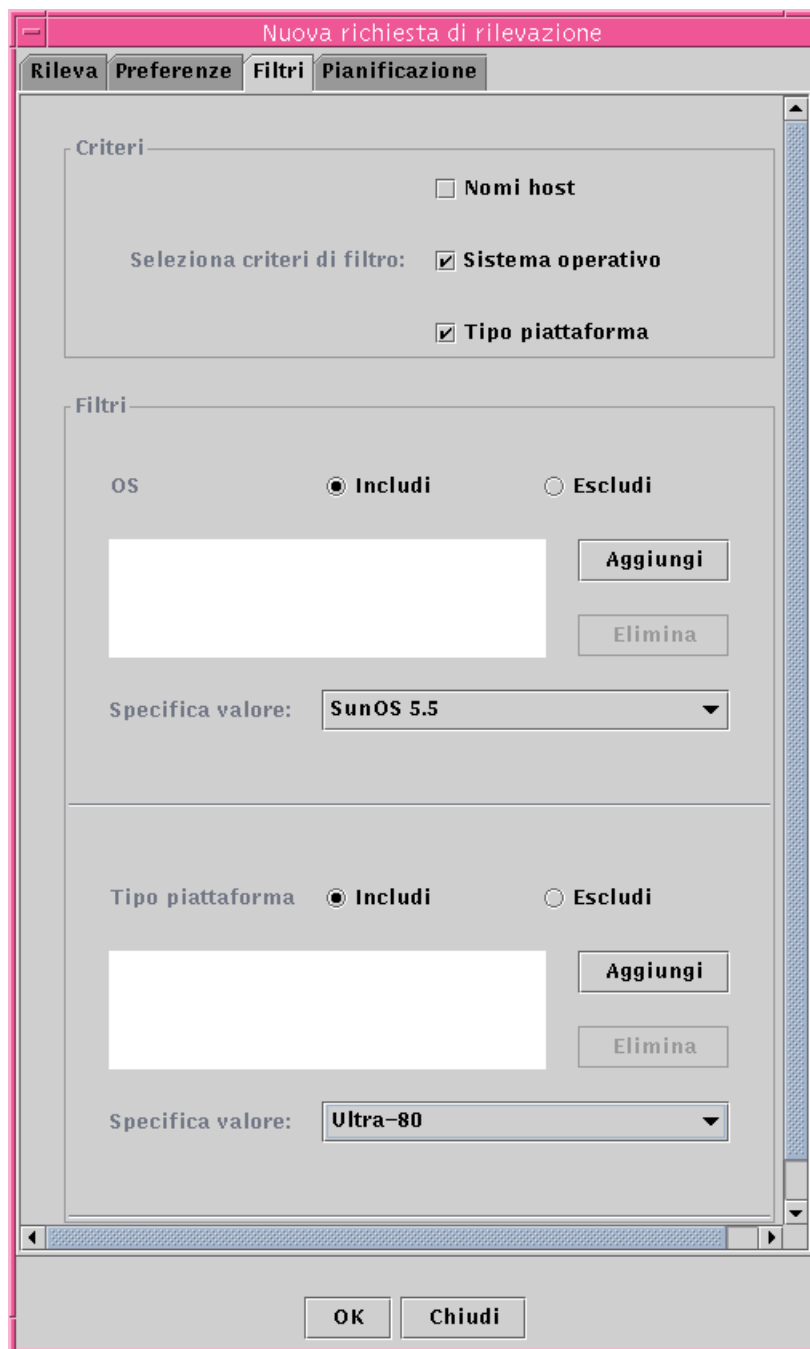 Nuova richiesta di rilevazione
Rileva Preferenze Filtri Pianificazione
Criteri
Nomi host
Seleziona criteri di filtro: Sistema operativo
Tipo piattaforma
Filtri
OS Includi Escludi
Aggiungi
Elimina
Specifica valore: SunOS 5.5
Tipo piattaforma Includi Escludi
Aggiungi
Elimina
Specifica valore: Ultra-80
OK Chiudi